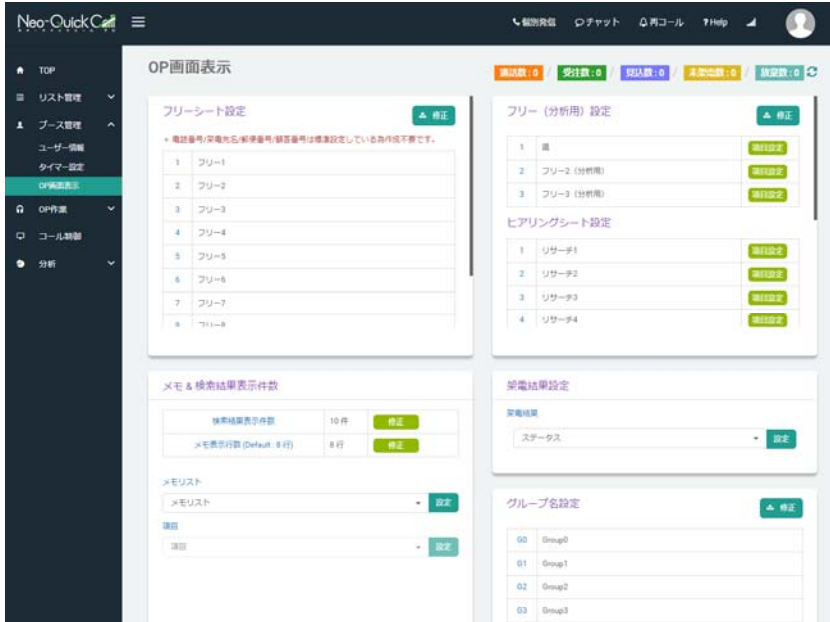 Neo-QuickCall
個別発信
チャット
再コール
Help
TOP
リスト管理
ブース管理
ユーザー情報
タイマー設定
OP画面表示
OP作業
コール制御
分析
OP画面表示
通話数:0 / 受注数:0 / 見込数:0 / 未架電数:0 / 放棄数:0
フリーシート設定
修正
* 電話番号/架電先名/郵便番号/顧客番号は標準設定している為作成不要です。
1 フリー1
2 フリー2
3 フリー3
4 フリー4
5 フリー5
6 フリー6
7 フリー7
8 フリー8
フリー（分析用）設定
修正
1 項目設定
2 フリー2（分析用） 項目設定
3 フリー3（分析用） 項目設定
ヒアリングシート設定
1 リサーチ1 項目設定
2 リサーチ2 項目設定
3 リサーチ3 項目設定
4 リサーチ4 項目設定
メモ & 検索結果表示件数
検索結果表示件数 10 件 修正
メモ表示行数 (Default : 8 行) 8 行 修正
メモリスト
メモリスト 設定
項目
項目 設定
架電結果設定
架電結果
ステータス 設定
グループ名設定
修正
G0 Group0
G1 Group1
G2 Group2
G3 Group3